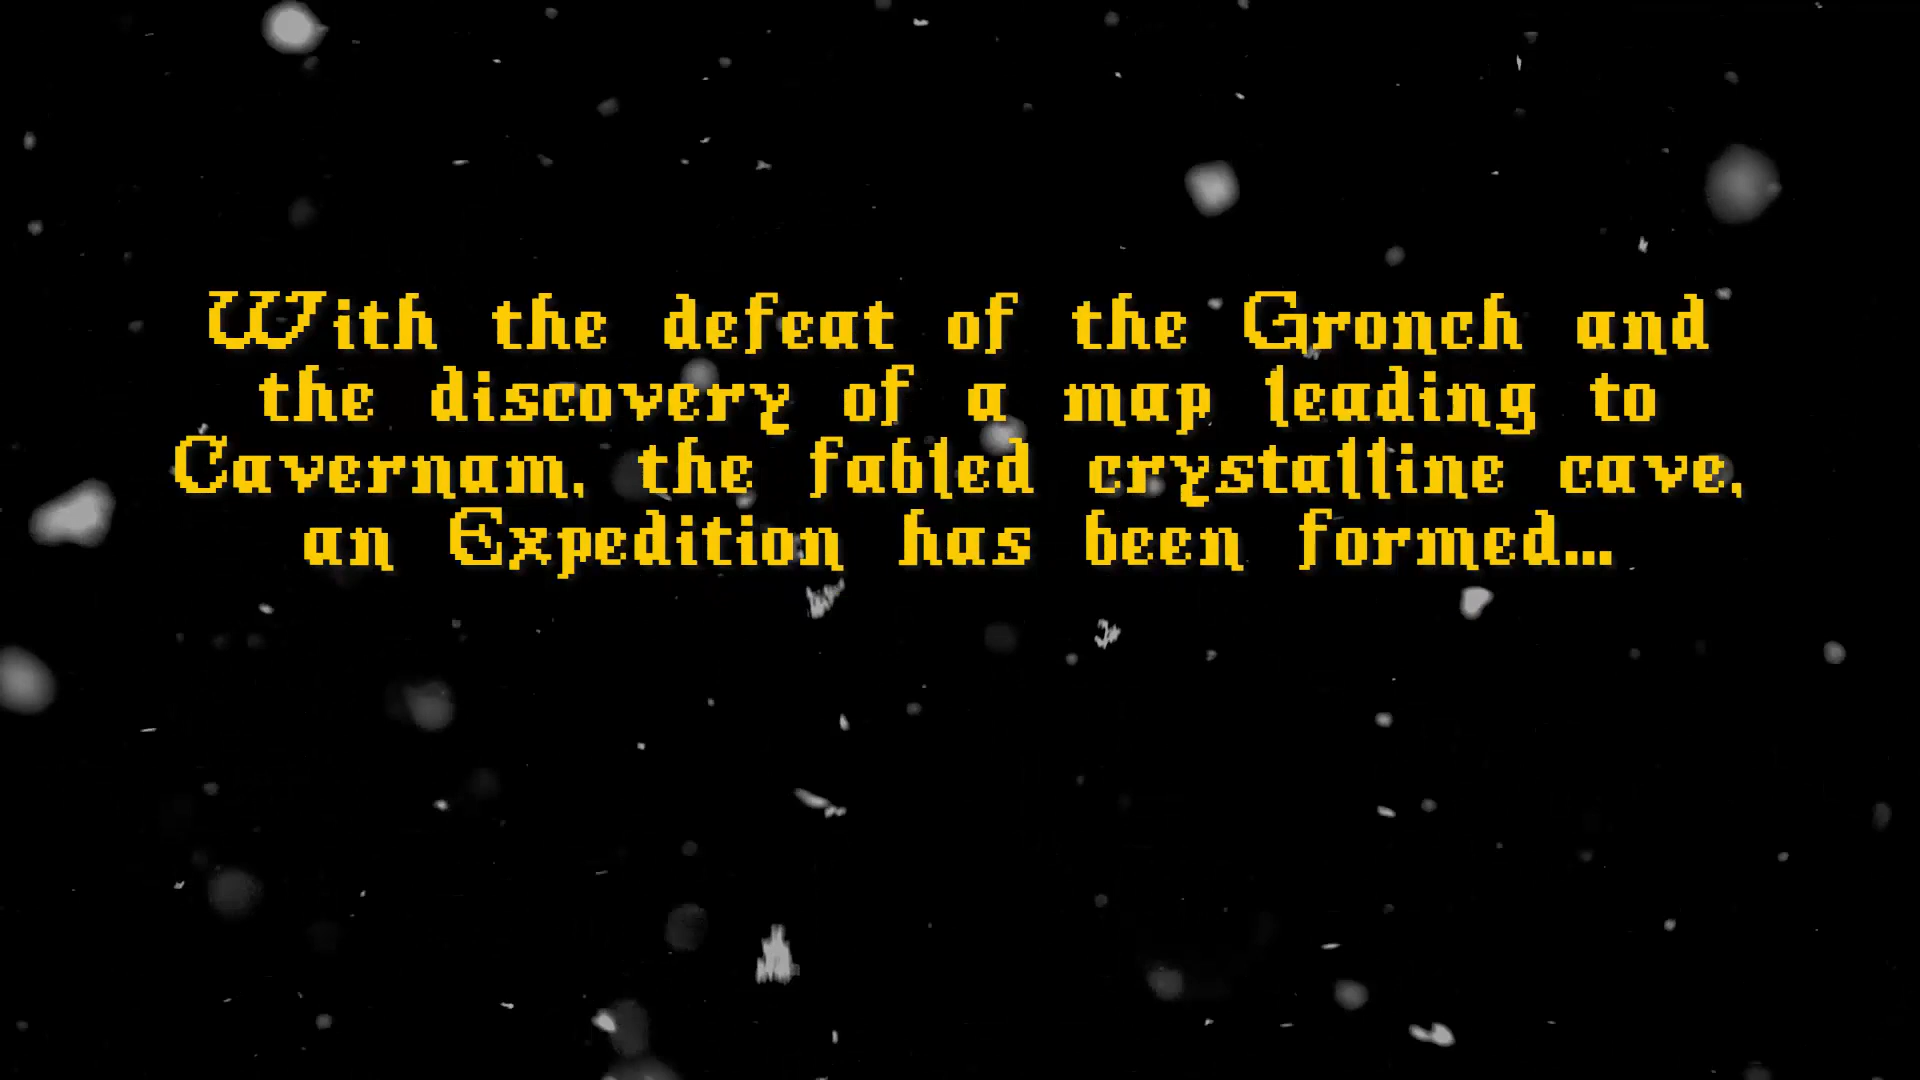 With the defeat of the Gronch and
the discovery of a map leading to
Cavernam, the fabled crystalline cave,
an Expedition has been formed...